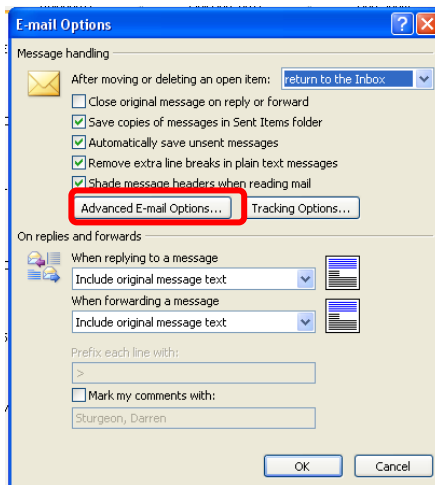 E-mail Options
Message handling
After moving or deleting an open item: return to the Inbox
Close original message on reply or forward
Save copies of messages in Sent Items folder
Automatically save unsent messages
Remove extra line breaks in plain text messages
Shade message headers when reading mail
Advanced E-mail Options... Tracking Options...
On replies and forwards
When replying to a message
Include original message text
When forwarding a message
Include original message text
Prefix each line with:
>
Mark my comments with:
Sturgeon, Darren
OK Cancel